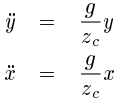 ÿ = g/z_c y
ẍ = g/z_c x